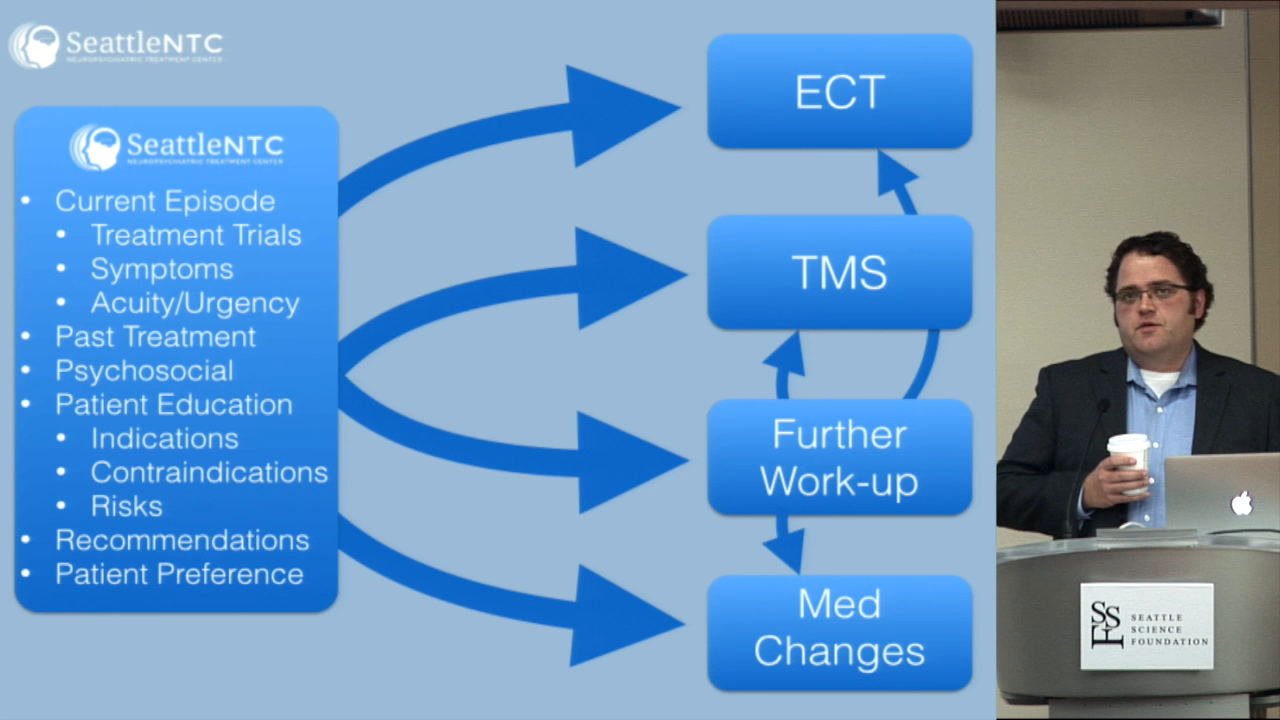 SeattleNTC
NEUROPSYCHIATRIC TREATMENT CENTER
SeattleNTC
NEUROPSYCHIATRIC TREATMENT CENTER
• Current Episode
• Treatment Trials
• Symptoms
• Acuity/Urgency
• Past Treatment
• Psychosocial
• Patient Education
• Indications
• Contraindications
• Risks
• Recommendations
• Patient Preference
ECT
TMS
Further
Work-up
Med
Changes
SSF
SEATTLE
SCIENCE
FOUNDATION